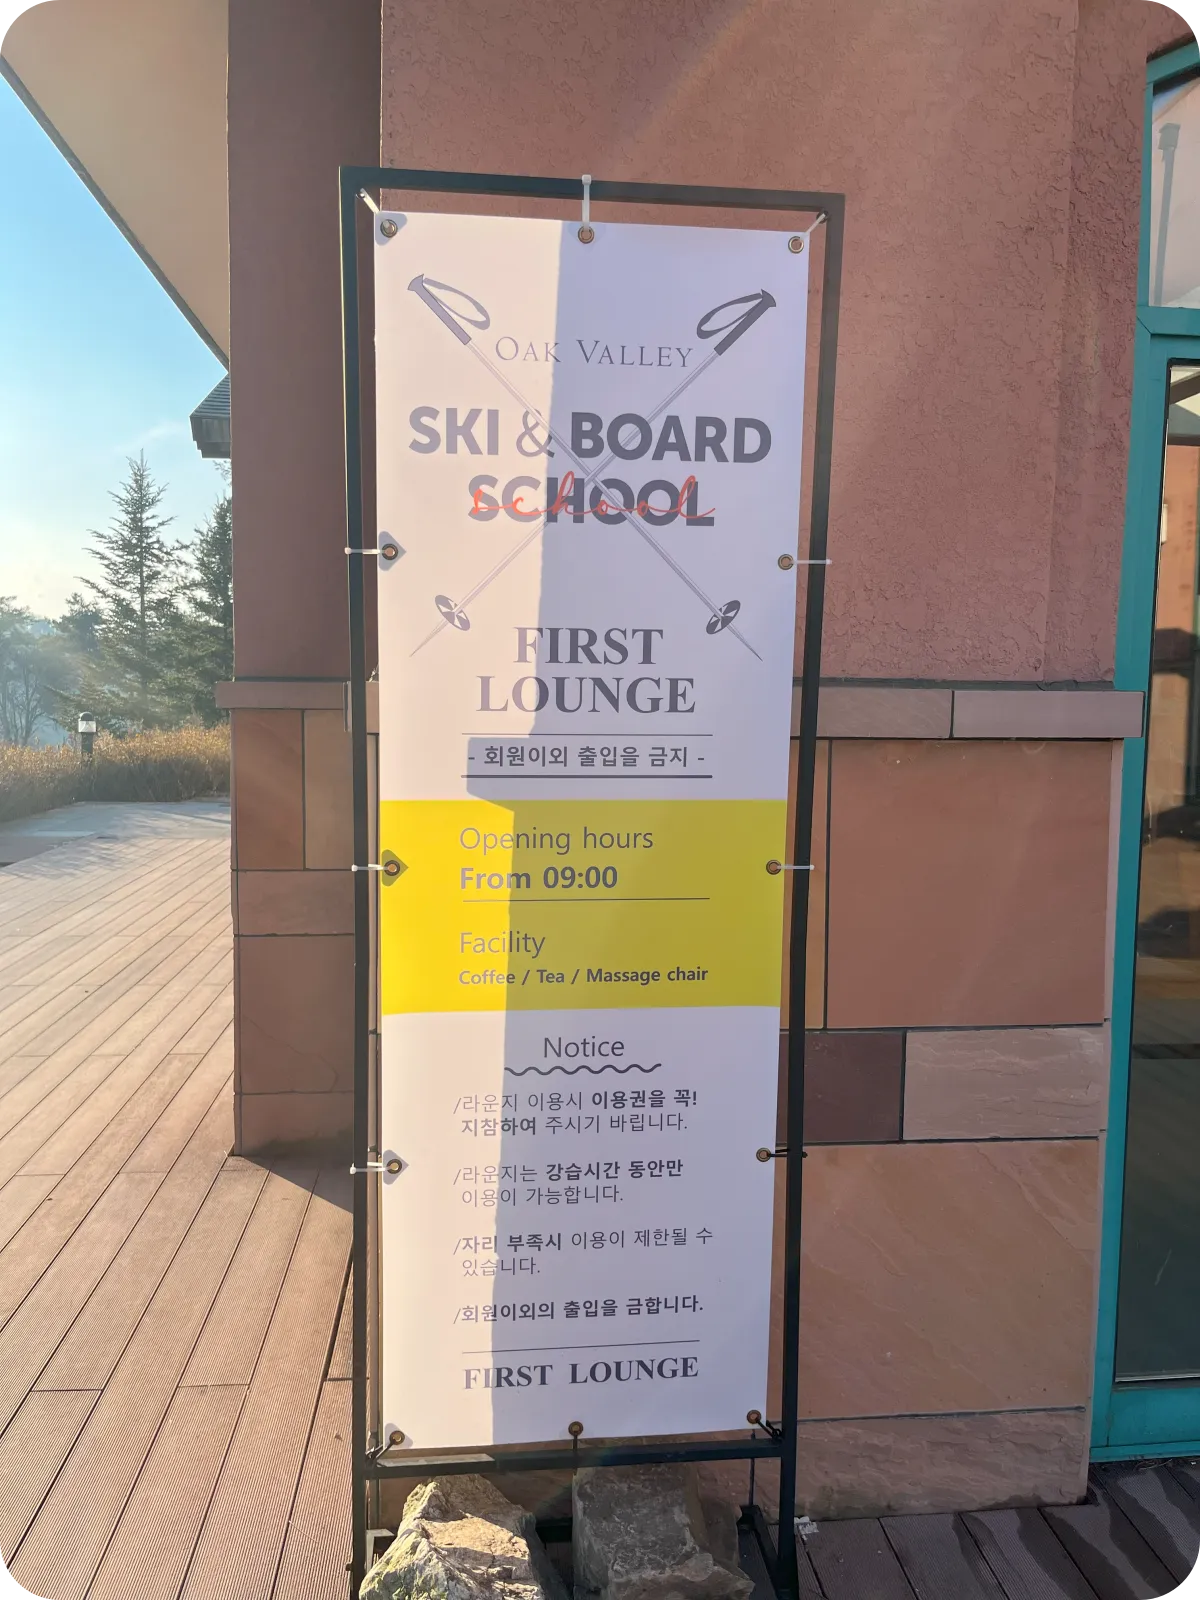 OAK VALLEY
SKI & BOARD
SCHOOL
school
FIRST
LOUNGE
- 회원이외 출입을 금지 -
Opening hours
From 09:00
Facility
Coffee / Tea / Massage chair
Notice
/라운지 이용시 이용권을 꼭!
지참하여 주시기 바립니다.
/라운지는 강습시간 동안만
이용이 가능합니다.
/자리 부족시 이용이 제한될 수
있습니다.
/회원이외의 출입을 금합니다.
FIRST LOUNGE